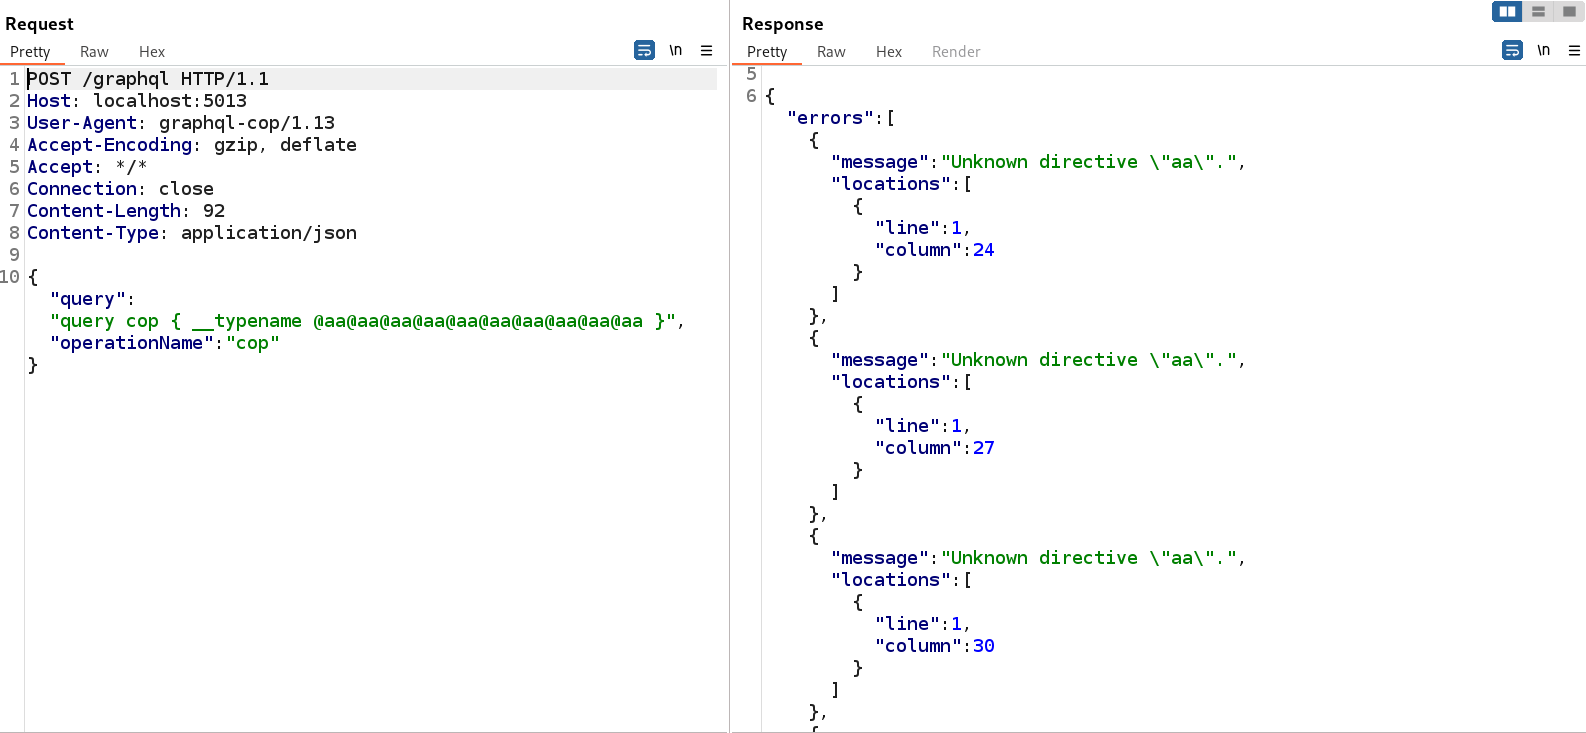 Request
Pretty Raw Hex
\n
1 POST /graphql HTTP/1.1
2 Host: localhost:5013
3 User-Agent: graphql-cop/1.13
4 Accept-Encoding: gzip, deflate
5 Accept: */*
6 Connection: close
7 Content-Length: 92
8 Content-Type: application/json
9
10 {
"query":
"query cop { __typename @aa@aa@aa@aa@aa@aa@aa@aa@aa@aa }",
"operationName":"cop"
}
Response
Pretty Raw Hex Render
\n
5
6 {
"errors":[
{
"message":"Unknown directive \"aa\".",
"locations":[
{
"line":1,
"column":24
}
]
},
{
"message":"Unknown directive \"aa\".",
"locations":[
{
"line":1,
"column":27
}
]
},
{
"message":"Unknown directive \"aa\".",
"locations":[
{
"line":1,
"column":30
}
]
},
{